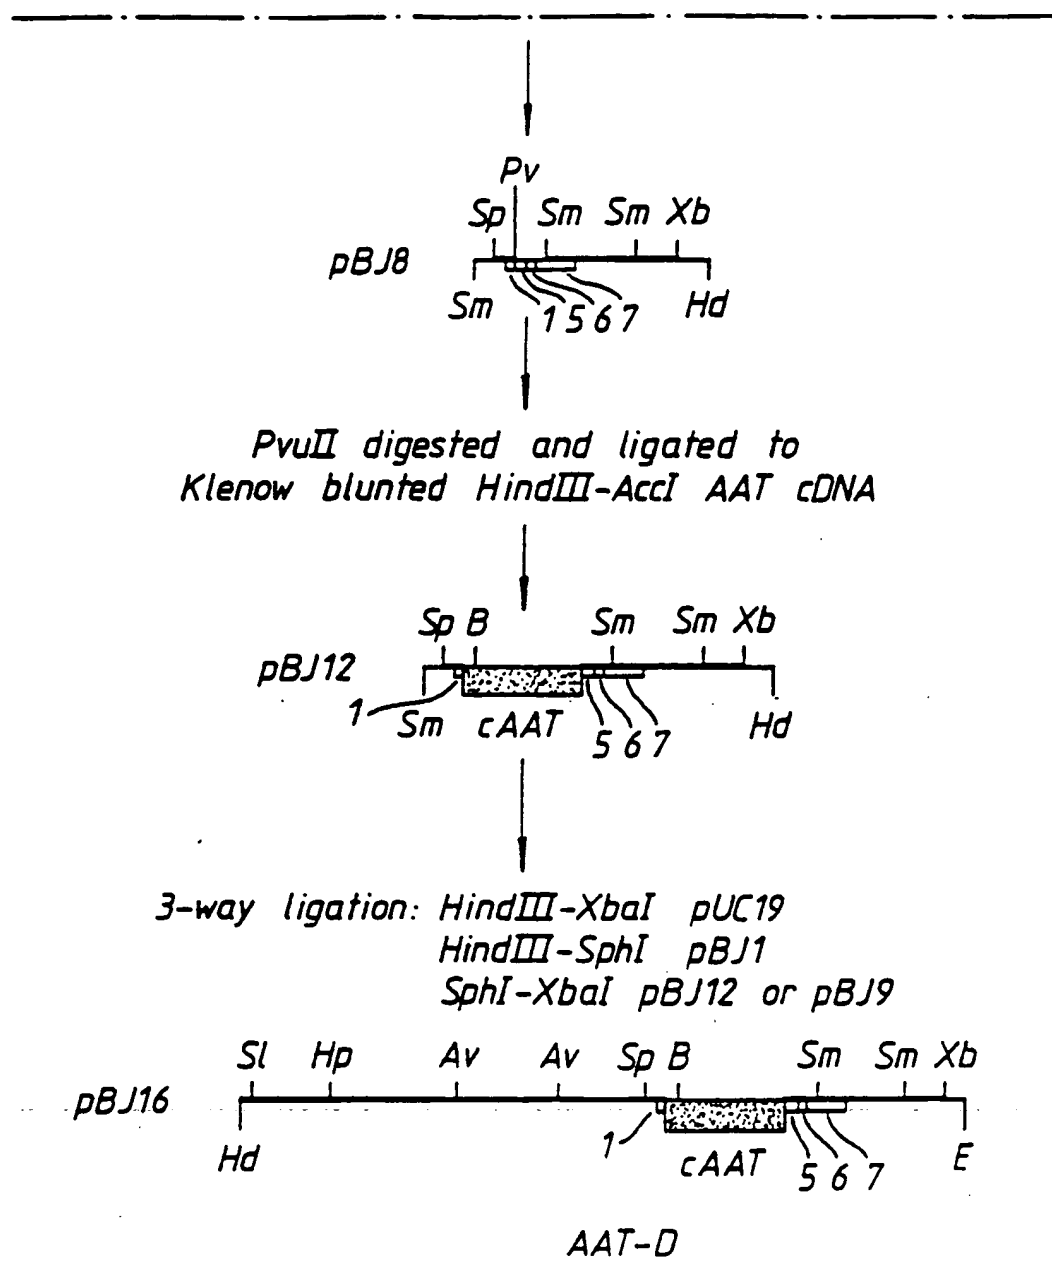 Pv
Sp Sm Sm Xb
pBJ8
Sm 1 5 6 7 Hd
PvuII digested and ligated to
Klenow blunted HindIII-AccI AAT cDNA
Sp B Sm Sm Xb
pBJ12
1 Sm cAAT 5 6 7 Hd
3-way ligation: HindIII-XbaI pUC19
HindIII-SphI pBJ1
SphI-XbaI pBJ12 or pBJ9
Sl Hp Av Av Sp B Sm Sm Xb
pBJ16
Hd 1 cAAT 5 6 7 E
AAT-D